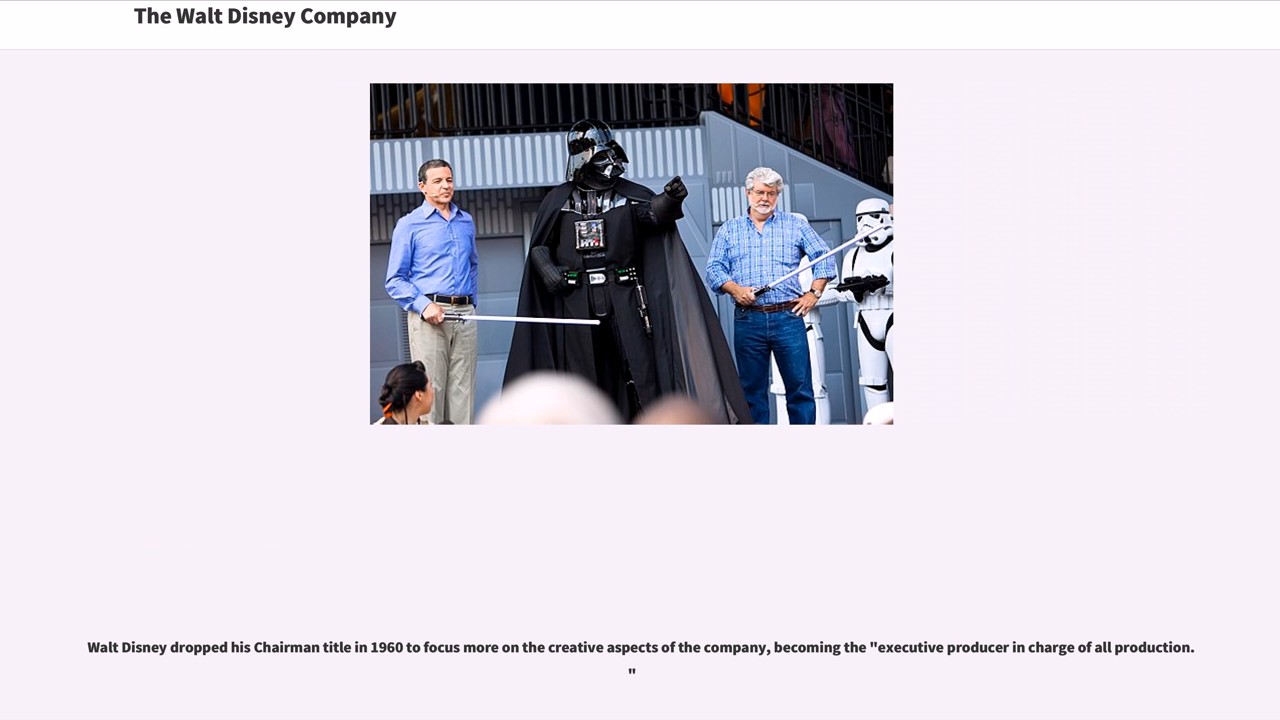 The Walt Disney Company
Walt Disney dropped his Chairman title in 1960 to focus more on the creative aspects of the company, becoming the "executive producer in charge of all production.
"